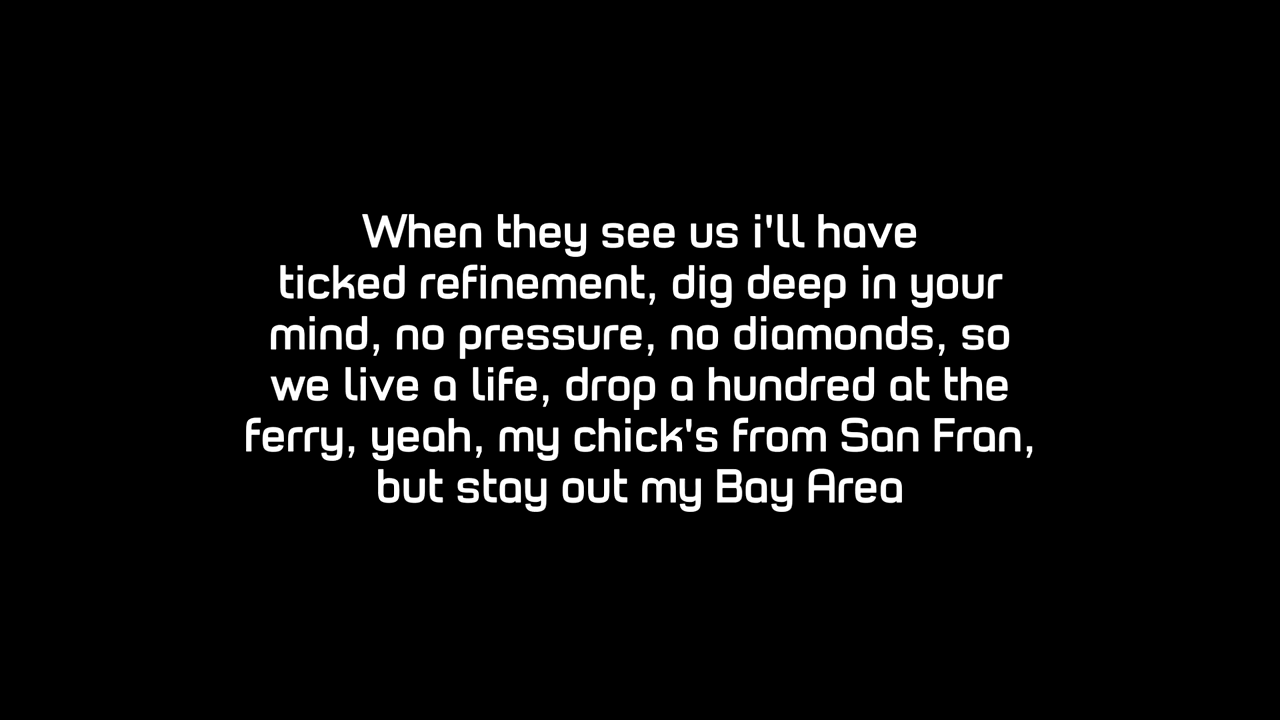 When they see us i'll have
ticked refinement, dig deep in your
mind, no pressure, no diamonds, so
we live a life, drop a hundred at the
ferry, yeah, my chick's from San Fran,
but stay out my Bay Area